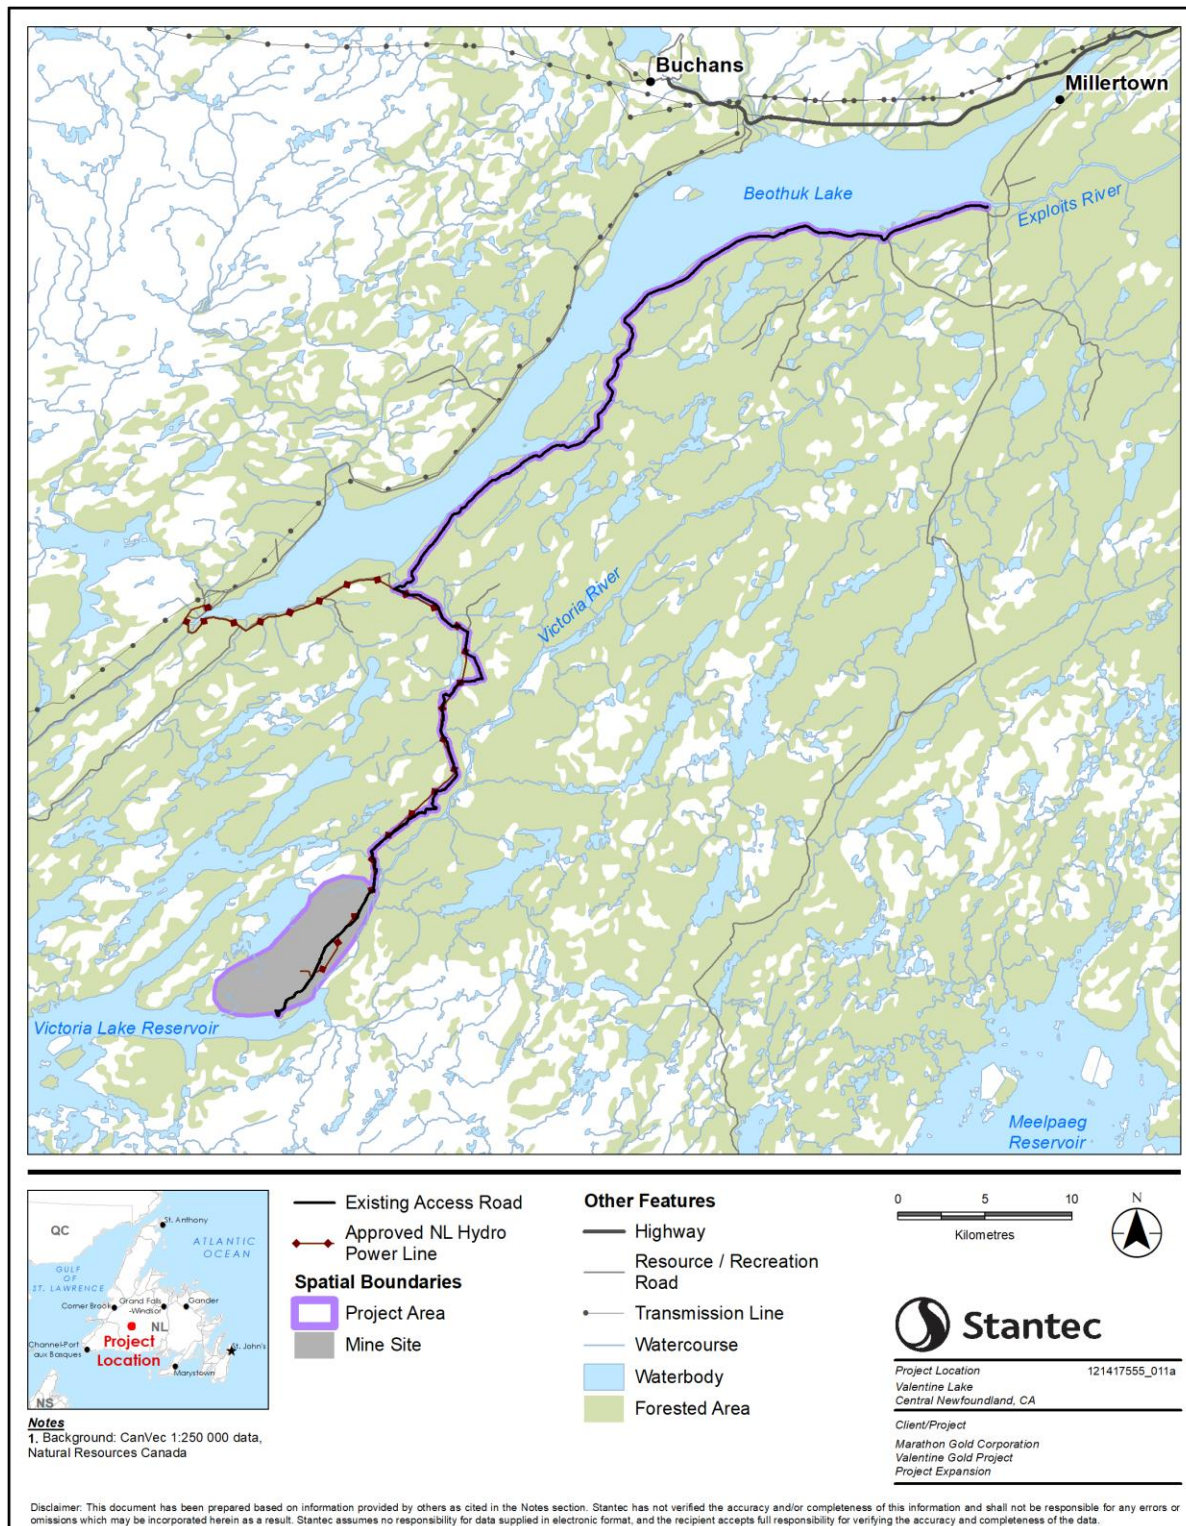 Buchans
Millertown
Beothuk Lake
Exploits River
Victoria River
Victoria Lake Reservoir
Meelpaeg
Reservoir
QC
St. Anthony
ATLANTIC
OCEAN
GULF
OF
ST. LAWRENCE
Corner Brook
Grand Falls
-Windsor
Gander
NL
Project
Location
Channel-Port
aux Basques
St. John's
Marystown
NS
Notes
1. Background: CanVec 1:250 000 data,
Natural Resources Canada
Existing Access Road
Approved NL Hydro
Power Line
Spatial Boundaries
Project Area
Mine Site
Other Features
Highway
Resource / Recreation
Road
Transmission Line
Watercourse
Waterbody
Forested Area
0 5 10
Kilometres
N
Stantec
Project Location 121417555_011a
Valentine Lake
Central Newfoundland, CA
Client/Project
Marathon Gold Corporation
Valentine Gold Project
Project Expansion
Disclaimer: This document has been prepared based on information provided by others as cited in the Notes section. Stantec has not verified the accuracy and/or completeness of this information and shall not be responsible for any errors or
omissions which may be incorporated herein as a result. Stantec assumes no responsibility for data supplied in electronic format, and the recipient accepts full responsibility for verifying the accuracy and completeness of the data.